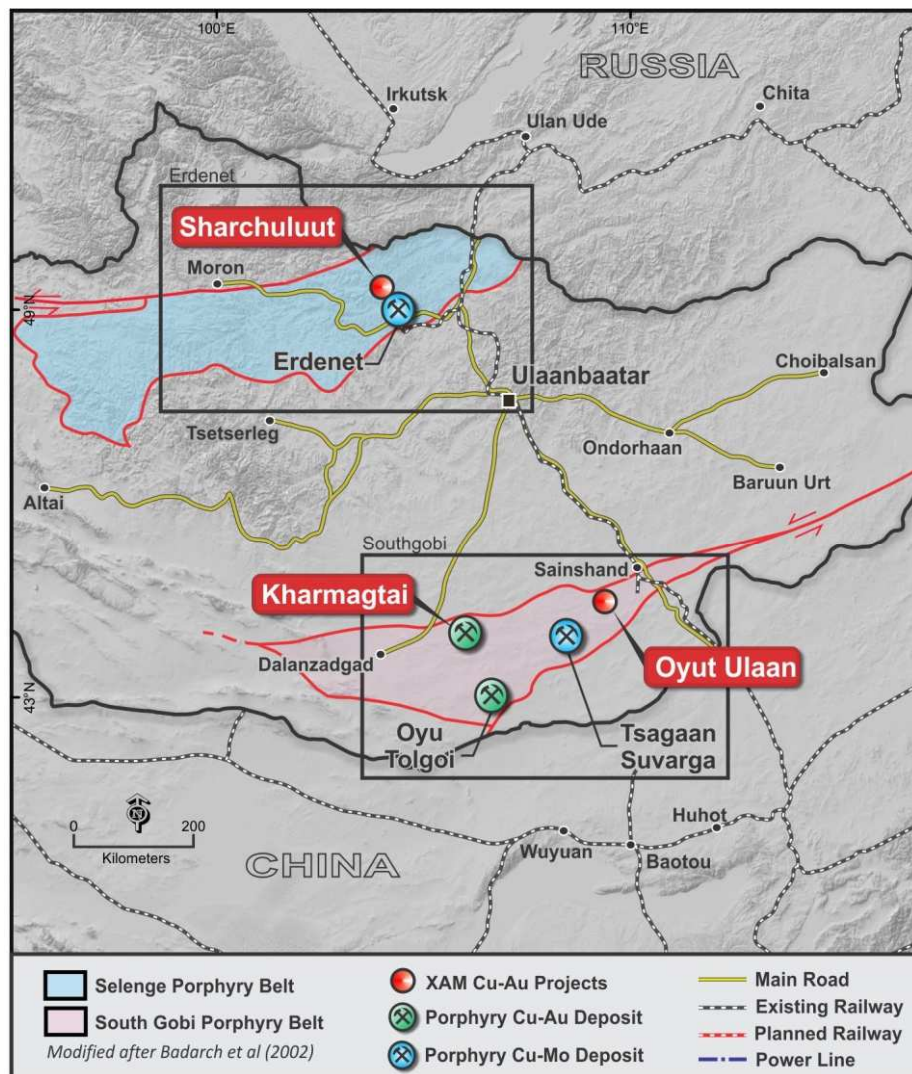 100°E
110°E
RUSSIA
Irkutsk
Chita
Ulan Ude
Erdenet
Sharchuluut
Moron
49°N
Erdenet
Choibalsan
Ulaanbaatar
Tsetserleg
Ondorhaan
Baruun Urt
Altai
Southgobi
Sainshand
Kharmagtai
Dalanzadgad
Oyut Ulaan
43°N
Oyu
Tolgoi
Tsagaan
Suvarga
N
0 200
Kilometers
Huhot
Wuyuan
Baotou
CHINA
Selenge Porphyry Belt
South Gobi Porphyry Belt
Modified after Badarch et al (2002)
XAM Cu-Au Projects
Porphyry Cu-Au Deposit
Porphyry Cu-Mo Deposit
Main Road
Existing Railway
Planned Railway
Power Line